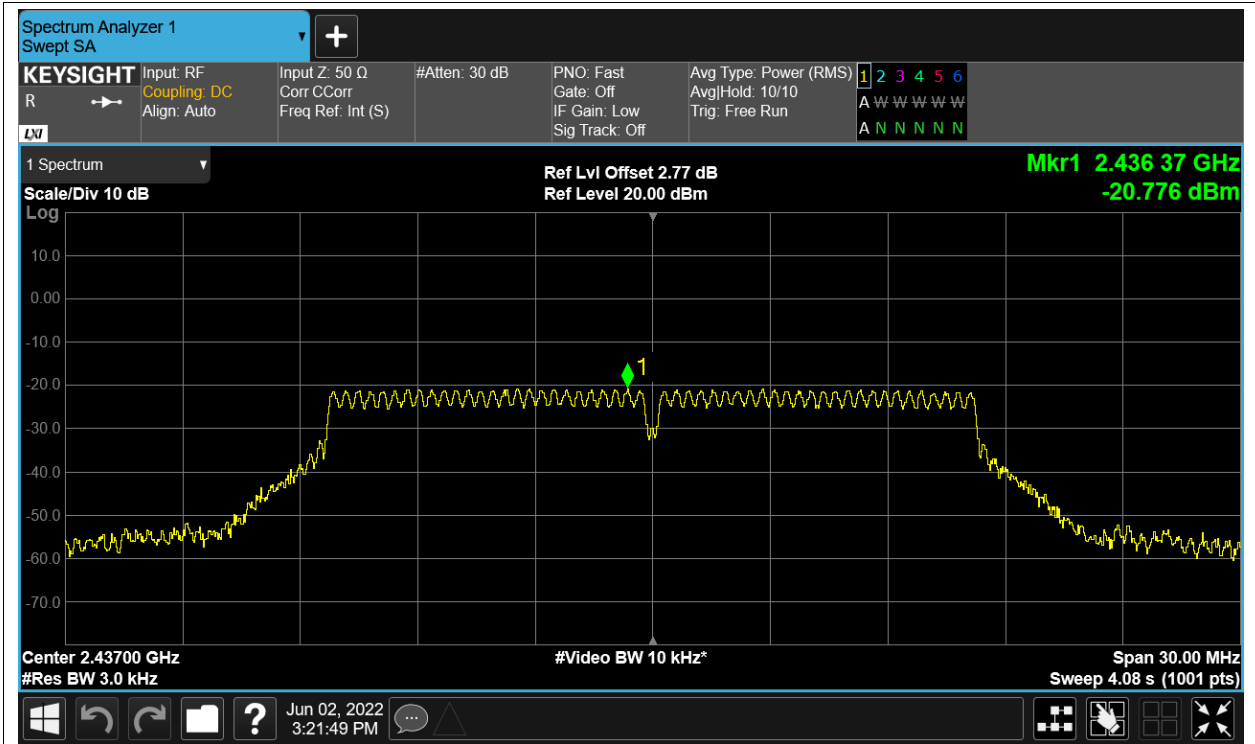 Spectrum Analyzer 1
Swept SA
KEYSIGHT
R
LXI
Input: RF
Coupling: DC
Align: Auto
Input Z: 50 Ω
Corr CCorr
Freq Ref: Int (S)
#Atten: 30 dB
PNO: Fast
Gate: Off
IF Gain: Low
Sig Track: Off
Avg Type: Power (RMS)
Avg|Hold: 10/10
Trig: Free Run
1 2 3 4 5 6
A W W W W W
A N N N N N
1 Spectrum
Scale/Div 10 dB
Ref Lvl Offset 2.77 dB
Ref Level 20.00 dBm
Mkr1 2.436 37 GHz
-20.776 dBm
Log
10.0
0.00
-10.0
-20.0
-30.0
-40.0
-50.0
-60.0
-70.0
1
Center 2.43700 GHz
#Res BW 3.0 kHz
#Video BW 10 kHz*
Span 30.00 MHz
Sweep 4.08 s (1001 pts)
?
Jun 02, 2022
3:21:49 PM